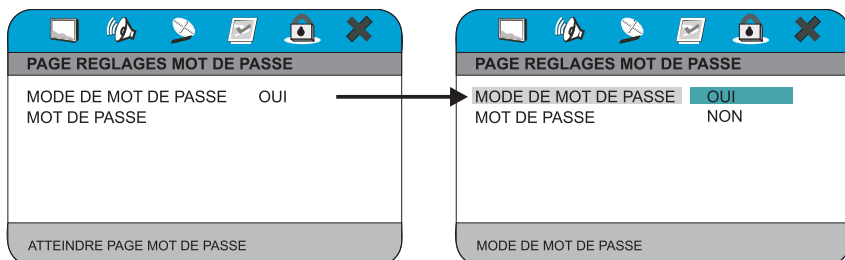 PAGE REGLAGES MOT DE PASSE
MODE DE MOT DE PASSE OUI
MOT DE PASSE
ATTEINDRE PAGE MOT DE PASSE
PAGE REGLAGES MOT DE PASSE
MODE DE MOT DE PASSE OUI
MOT DE PASSE NON
MODE DE MOT DE PASSE